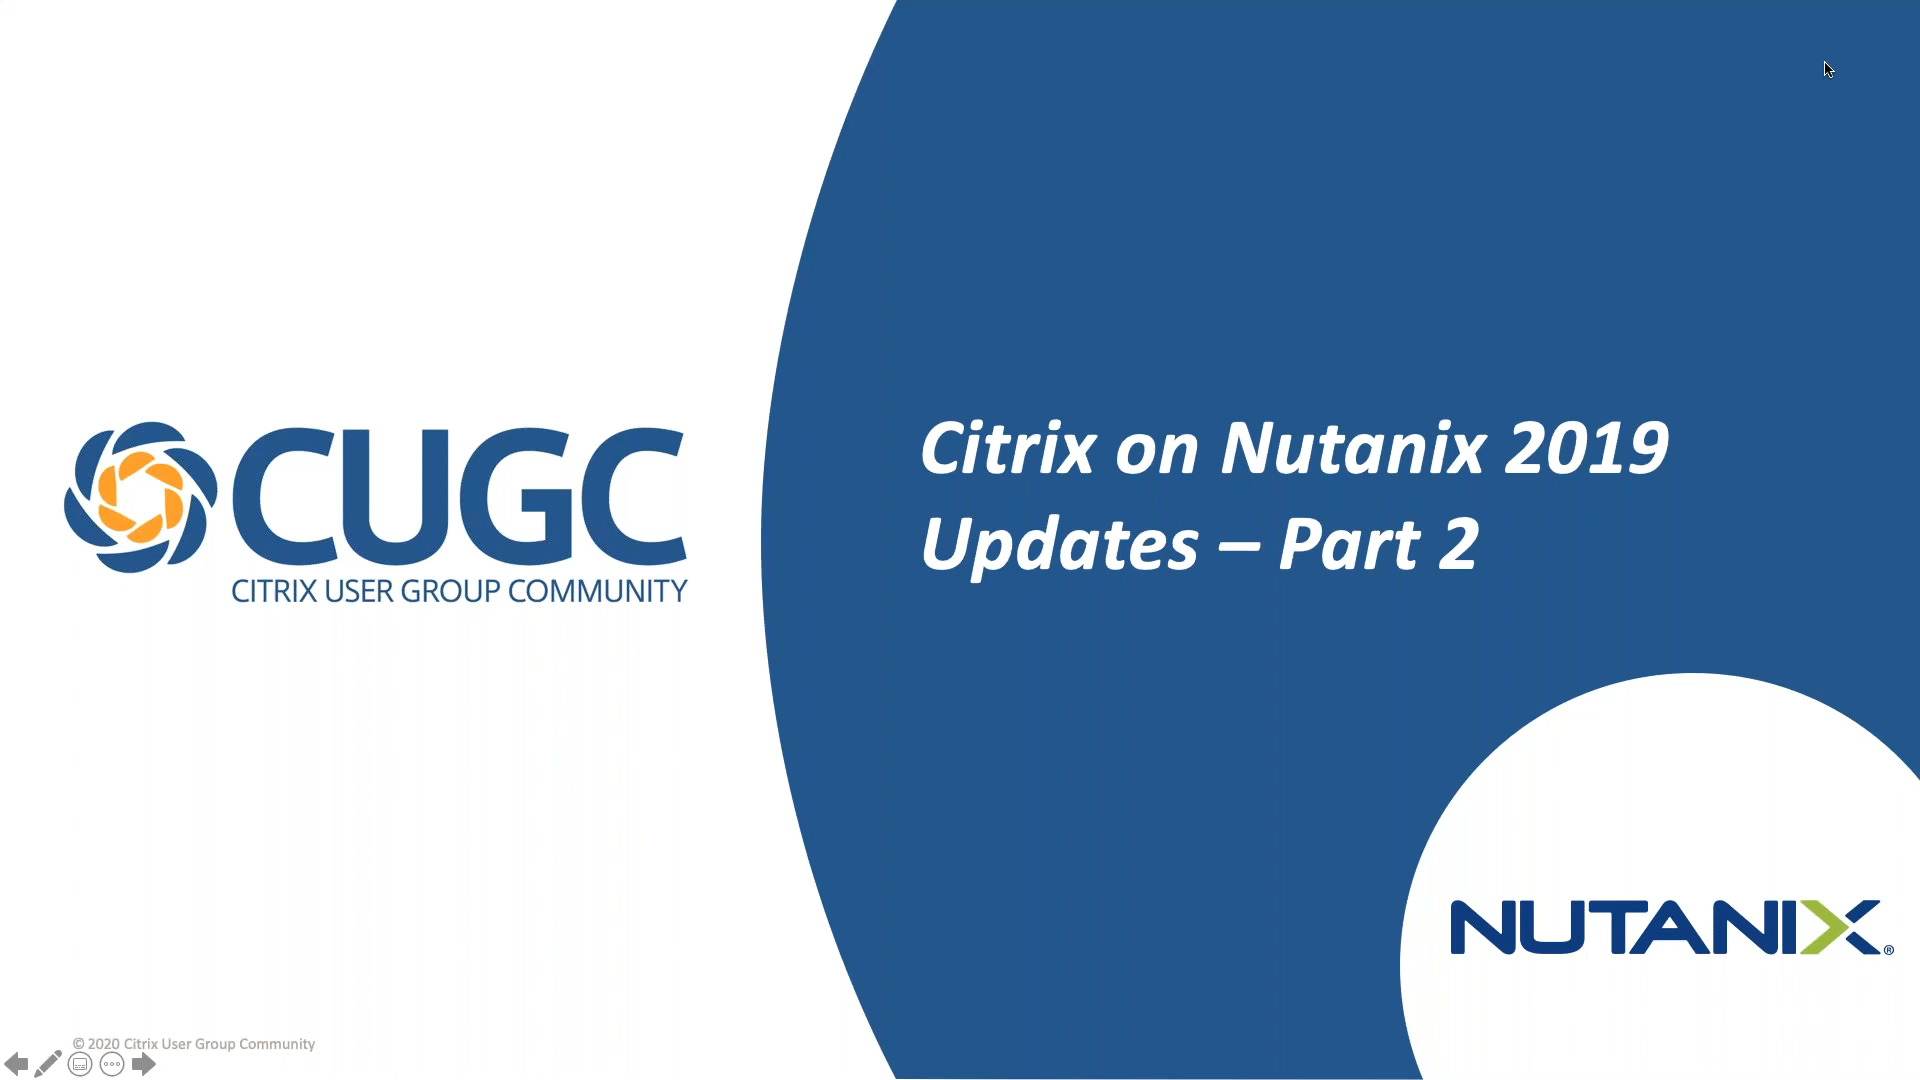 CUGC
CITRIX USER GROUP COMMUNITY
Citrix on Nutanix 2019
Updates – Part 2
NUTANIX®
© 2020 Citrix User Group Community